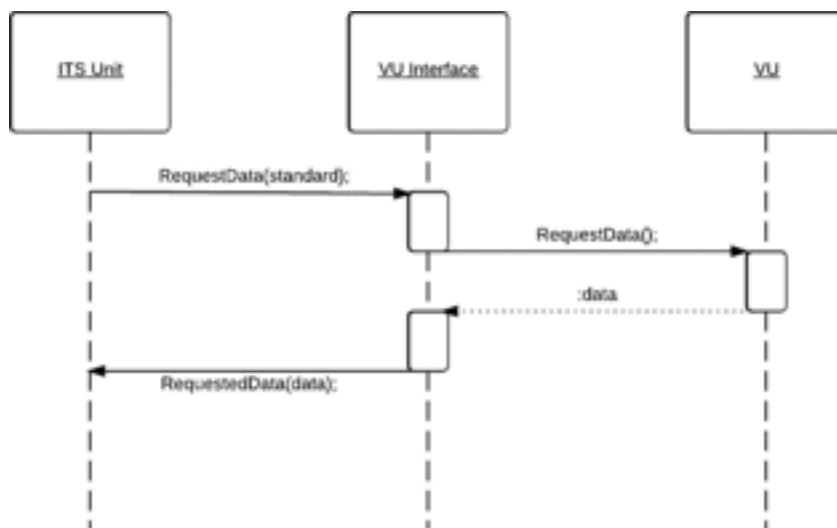 ITS Unit
VU Interface
VU
RequestData(standard);
RequestData();
:data
RequestedData(data);